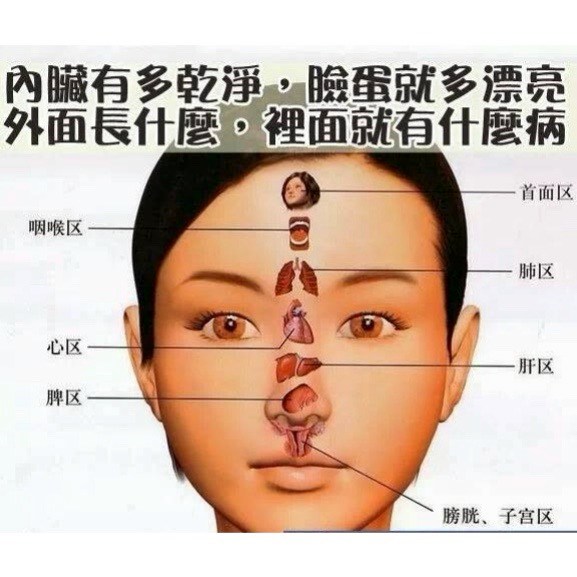 內臟有多乾淨，臉蛋就多漂亮
外面長什麼，裡面就有什麼病
首面区
咽喉区
肺区
心区
肝区
脾区
膀胱、子宫区